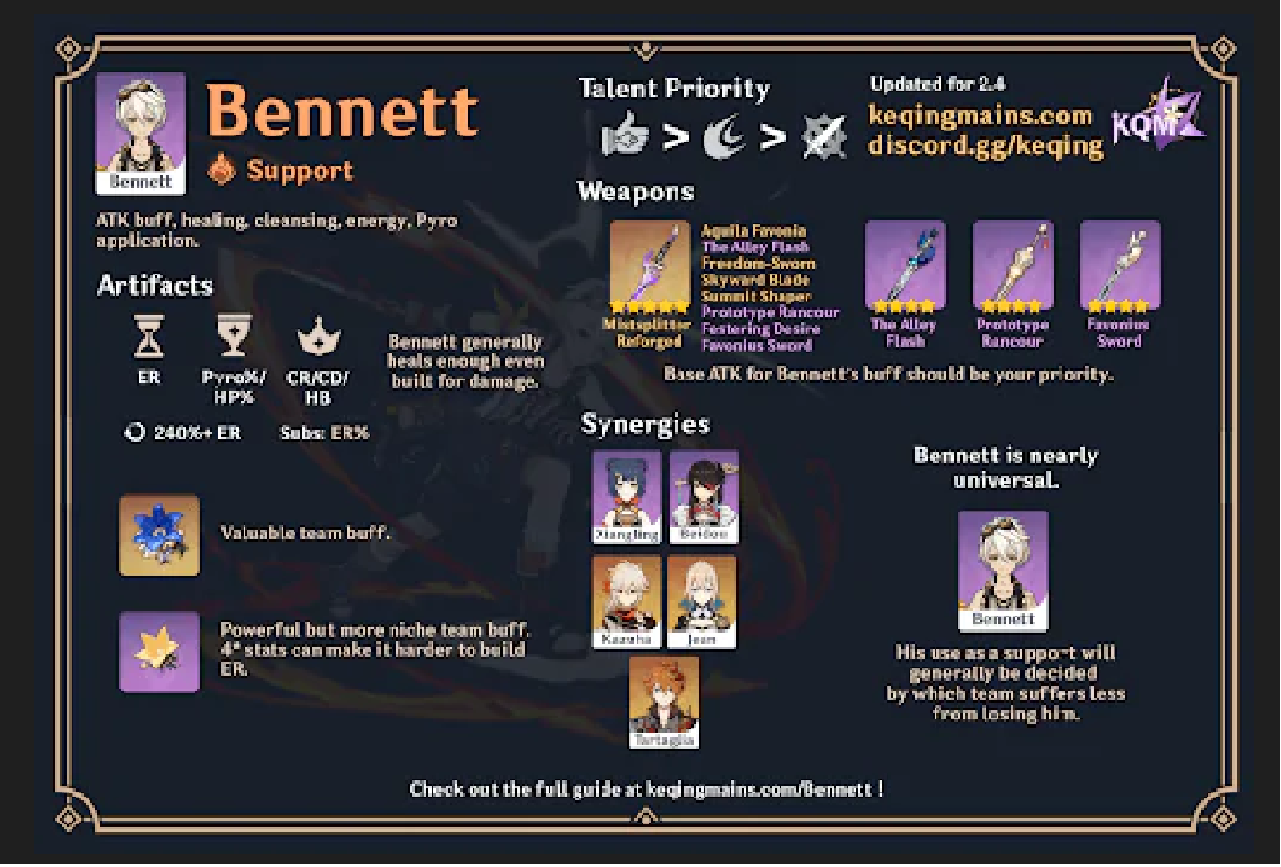 Bennett
Bennett
Support
ATK buff, healing, cleansing, energy, Pyro
application.
Artifacts
ER
Pyro%/
HP%
CR/CD/
HB
Bennett generally
heals enough even
built for damage.
240%+ ER
Subs: ER%
Valuable team buff.
Powerful but more niche team buff.
4* stats can make it harder to build
ER.
Talent Priority
> >
Updated for 2.4
keqingmains.com
discord.gg/keqing
KQM
Weapons
Mistsplitter
Reforged
Aquila Favonia
The Alley Flash
Freedom-Sworn
Skyward Blade
Summit Shaper
Prototype Rancour
Festering Desire
Favonius Sword
The Alley
Flash
Prototype
Rancour
Favonius
Sword
Base ATK for Bennett's buff should be your priority.
Synergies
Xiangling
Beidou
Kazuha
Jean
Tartaglia
Bennett is nearly
universal.
Bennett
His use as a support will
generally be decided
by which team suffers less
from losing him.
Check out the full guide at keqingmains.com/Bennett !